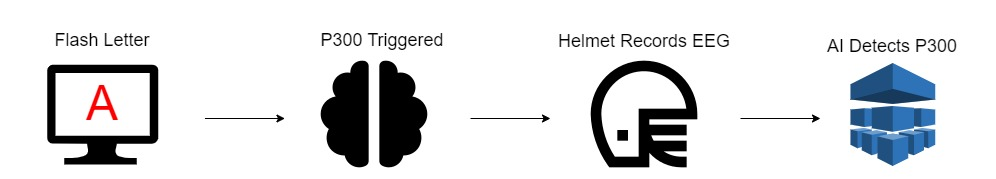 Flash Letter
P300 Triggered
Helmet Records EEG
AI Detects P300
A